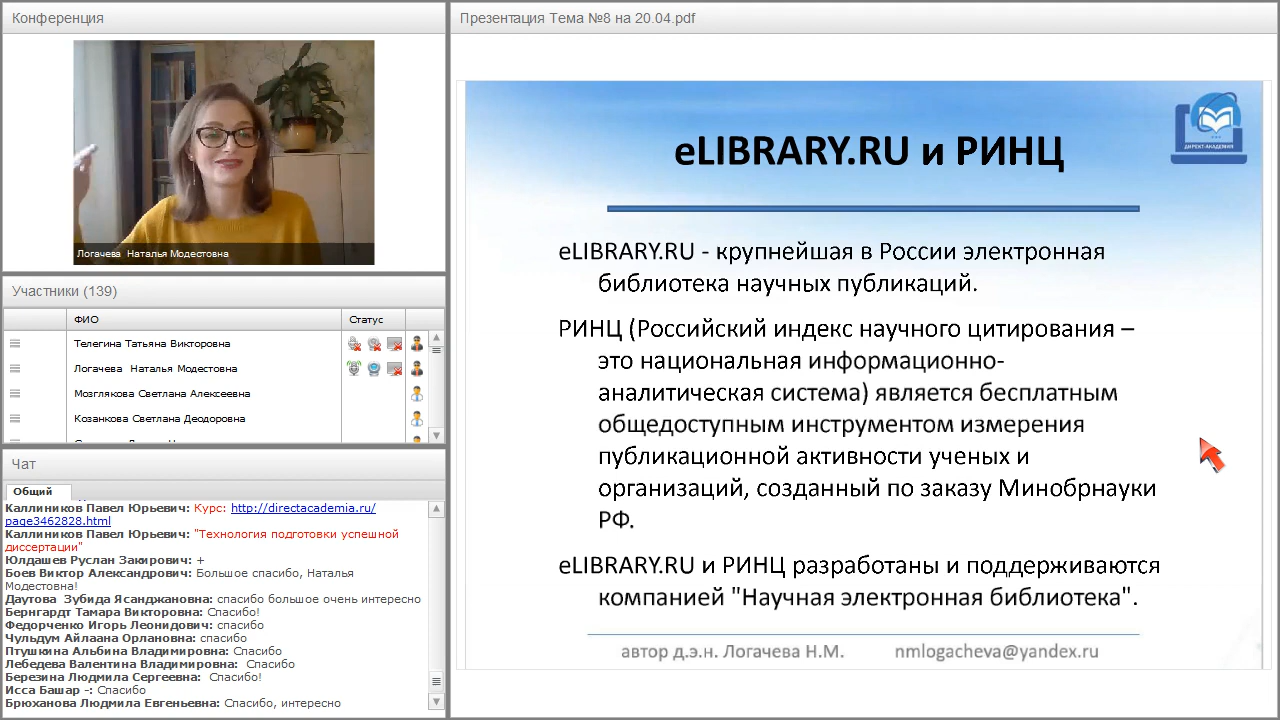 Конференция
Логачева Наталья Модестовна
Участники (139)
ФИО Статус
Телегина Татьяна Викторовна
Логачева Наталья Модестовна
Мозглякова Светлана Алексеевна
Козанкова Светлана Деодоровна
Чат
Общий
Каллиников Павел Юрьевич: Курс: http://directacademia.ru/
page3462828.html
Каллиников Павел Юрьевич: "Технология подготовки успешной
диссертации"
Юлдашев Руслан Закирович: +
Боев Виктор Александрович: Большое спасибо, Наталья
Модестовна!
Даутова Зубида Ясанджановна: спасибо большое очень интересно
Бернгардт Тамара Викторовна: Спасибо!
Федорченко Игорь Леонидович: спасибо
Чульдум Айлаана Орлановна: спасибо
Птушкина Альбина Владимировна: Спасибо
Лебедева Валентина Владимировна: Спасибо
Березина Людмила Сергеевна: Спасибо!
Исса Башар -: Спасибо
Брюханова Людмила Евгеньевна: Спасибо, интересно
Презентация Тема №8 на 20.04.pdf
ДИРЕКТ-АКАДЕМИЯ
eLIBRARY.RU и РИНЦ
eLIBRARY.RU - крупнейшая в России электронная
библиотека научных публикаций.
РИНЦ (Российский индекс научного цитирования –
это национальная информационно-
аналитическая система) является бесплатным
общедоступным инструментом измерения
публикационной активности ученых и
организаций, созданный по заказу Минобрнауки
РФ.
eLIBRARY.RU и РИНЦ разработаны и поддерживаются
компанией "Научная электронная библиотека".
автор д.э.н. Логачева Н.М. nmlogacheva@yandex.ru